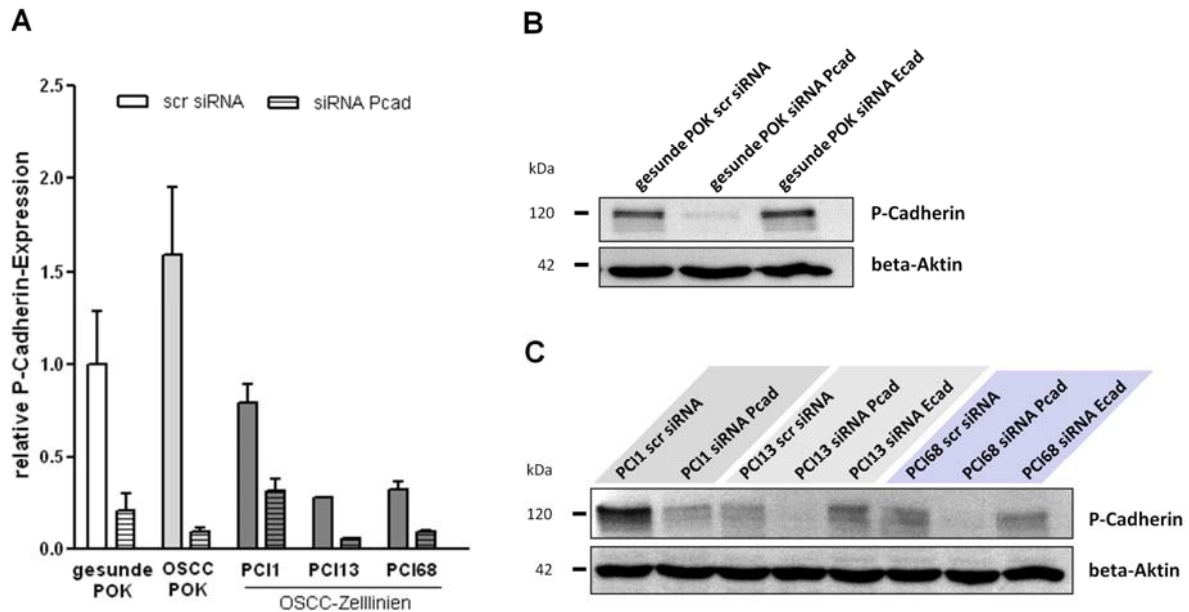 A
relative P-Cadherin-Expression
2.5
2.0
1.5
1.0
0.5
0.0
scr siRNA
siRNA Pcad
gesunde
POK
OSCC
POK
PCI1
PCI13
PCI68
OSCC-Zelllinien
B
gesunde POK scr siRNA
gesunde POK siRNA Pcad
gesunde POK siRNA Ecad
kDa
120
P-Cadherin
42
beta-Aktin
C
PCI1 scr siRNA
PCI1 siRNA Pcad
PCI13 scr siRNA
PCI13 siRNA Pcad
PCI13 siRNA Ecad
PCI68 scr siRNA
PCI68 siRNA Pcad
PCI68 siRNA Ecad
kDa
120
P-Cadherin
42
beta-Aktin